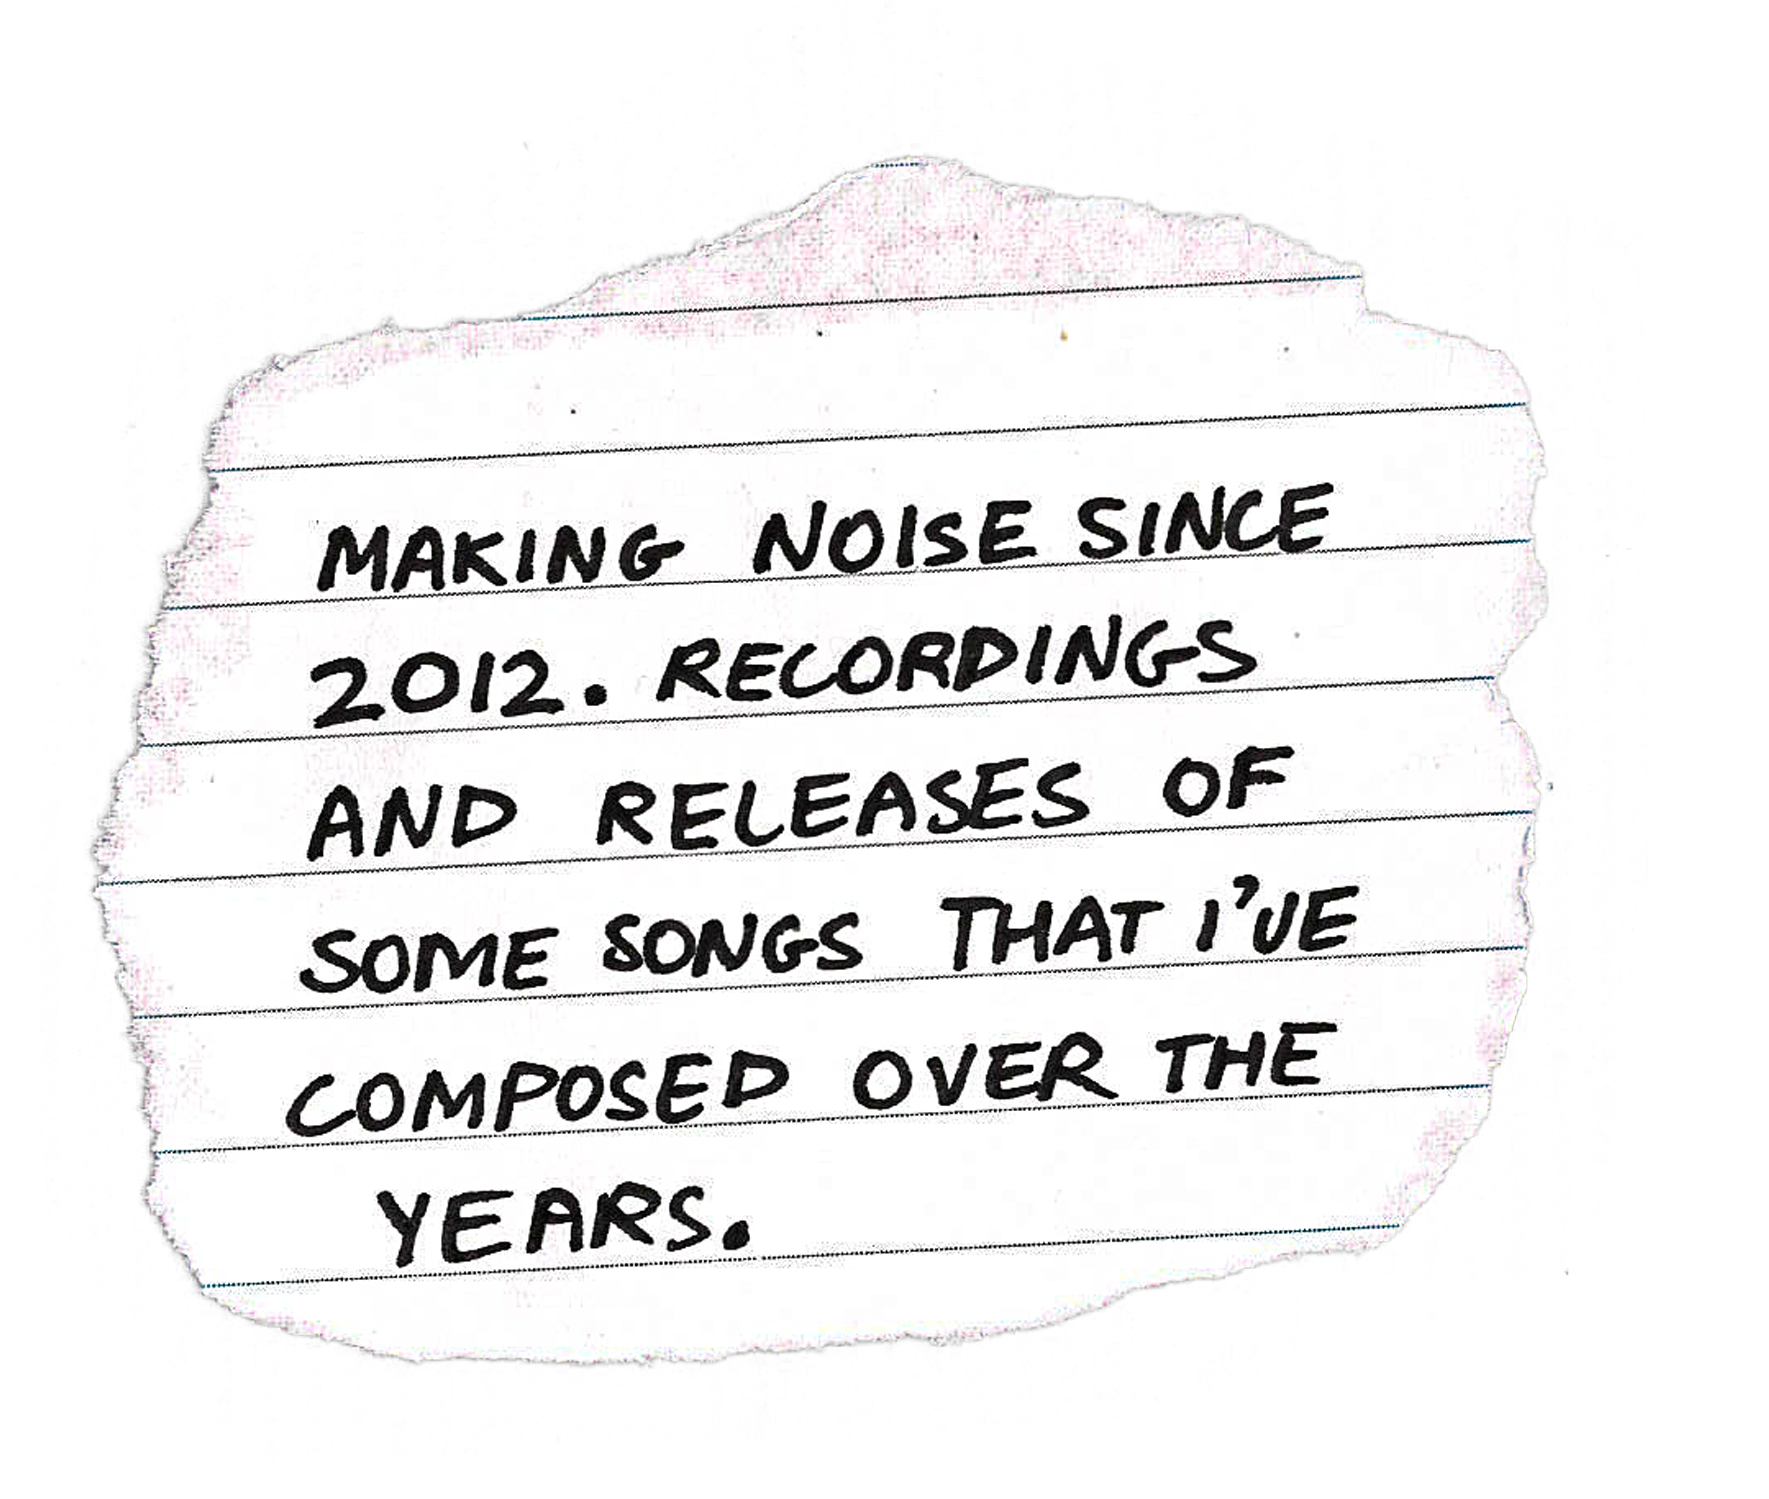 MAKING NOISE SINCE
2012. RECORDINGS
AND RELEASES OF
SOME SONGS THAT I'VE
COMPOSED OVER THE
YEARS.